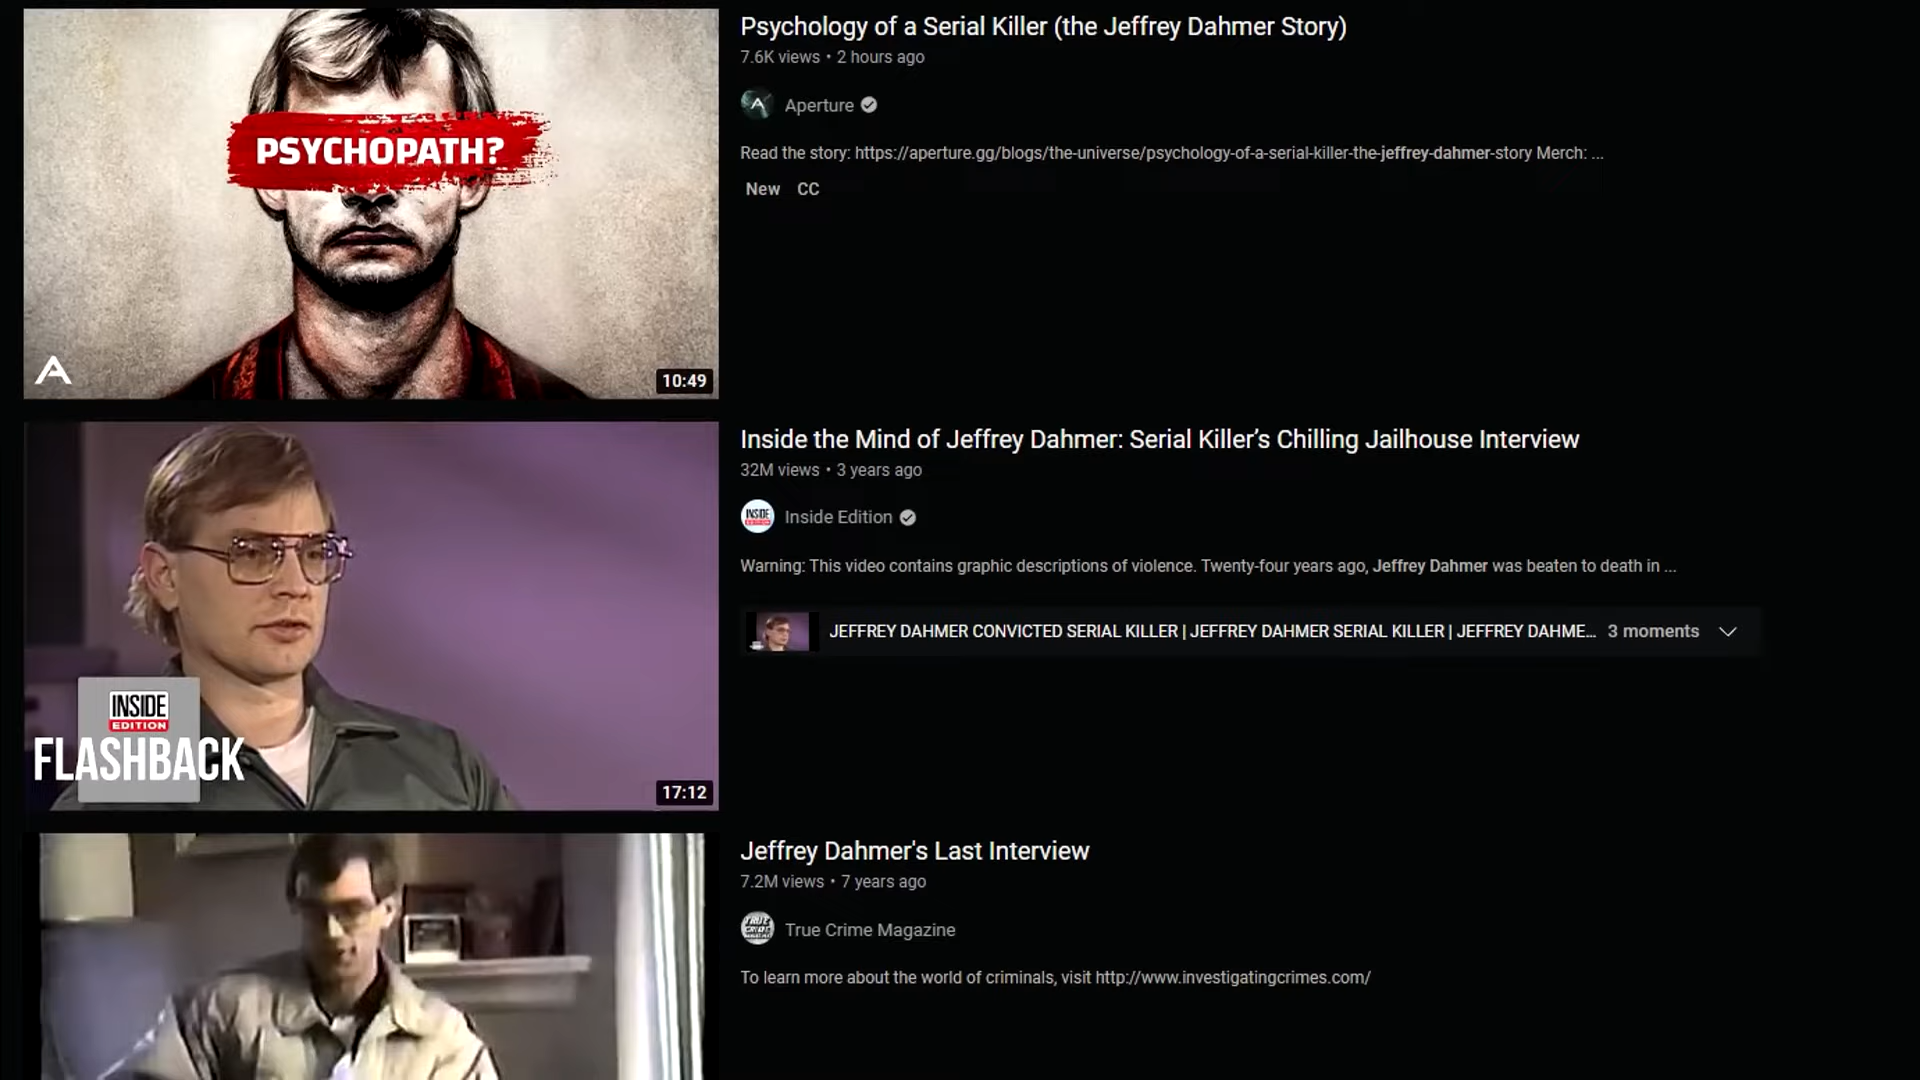 PSYCHOPATH?
10:49
Psychology of a Serial Killer (the Jeffrey Dahmer Story)
7.6K views • 2 hours ago
Aperture
Read the story: https://aperture.gg/blogs/the-universe/psychology-of-a-serial-killer-the-jeffrey-dahmer-story Merch: ...
New CC
INSIDE
EDITION
FLASHBACK
17:12
Inside the Mind of Jeffrey Dahmer: Serial Killer’s Chilling Jailhouse Interview
32M views • 3 years ago
INSIDE
EDITION
Inside Edition
Warning: This video contains graphic descriptions of violence. Twenty-four years ago, Jeffrey Dahmer was beaten to death in ...
JEFFREY DAHMER CONVICTED SERIAL KILLER | JEFFREY DAHMER SERIAL KILLER | JEFFREY DAHME... 3 moments
Jeffrey Dahmer's Last Interview
7.2M views • 7 years ago
TRUE
CRIME
True Crime Magazine
To learn more about the world of criminals, visit http://www.investigatingcrimes.com/